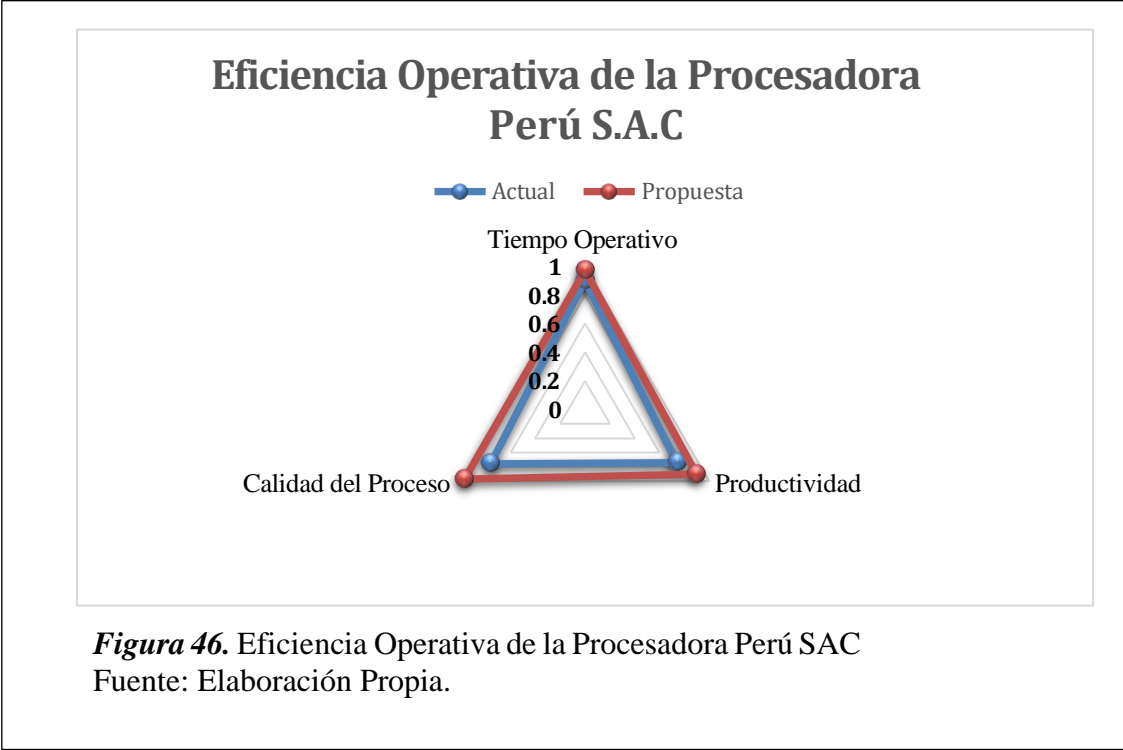 Eficiencia Operativa de la Procesadora
Perú S.A.C
Actual Propuesta
Tiempo Operativo
1
0.8
0.6
0.4
0.2
0
Calidad del Proceso
Productividad
Figura 46. Eficiencia Operativa de la Procesadora Perú SAC
Fuente: Elaboración Propia.